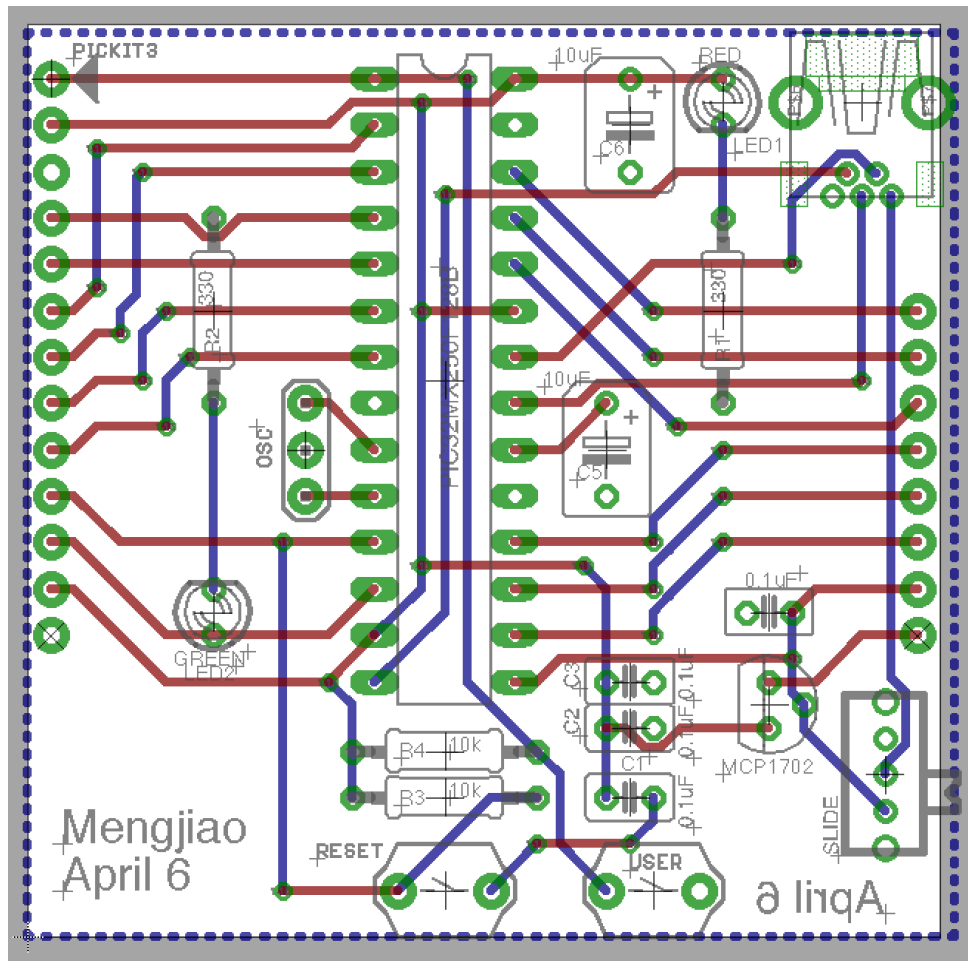 PICKIT3
10uF
RED
C6
LED1
330
R2
330
R1
PIC32MX250F128B
10uF
OSC
C5
0.1uF
GREEN
LED2
C3
0.1uF
C2
0.1uF
MCP1702
R4
10k
C1
R3
10k
0.1uF
SLIDE
Mengjiao
April 6
RESET
USER
April 6